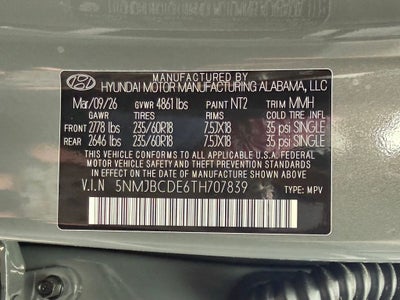 MANUFACTURED BY
HYUNDAI MOTOR MANUFACTURING ALABAMA, LLC
Mar/09/26 GVWR 4861 lbs PAINT NT2 TRIM MMH
GAWR TIRES RIMS COLD TIRE INFL
FRONT 2778 lbs 235/60R18 7.5JX18 35 psi SINGLE
REAR 2646 lbs 235/60R18 7.5JX18 35 psi SINGLE
THIS VEHICLE CONFORMS TO ALL APPLICABLE U.S.A. FEDERAL
MOTOR VEHICLE SAFETY AND THEFT PREVENTION STANDARDS
IN EFFECT ON THE DATE OF MANUFACTURE SHOWN ABOVE.
V.I.N 5NMJBCDE6TH707839 TYPE: MPV